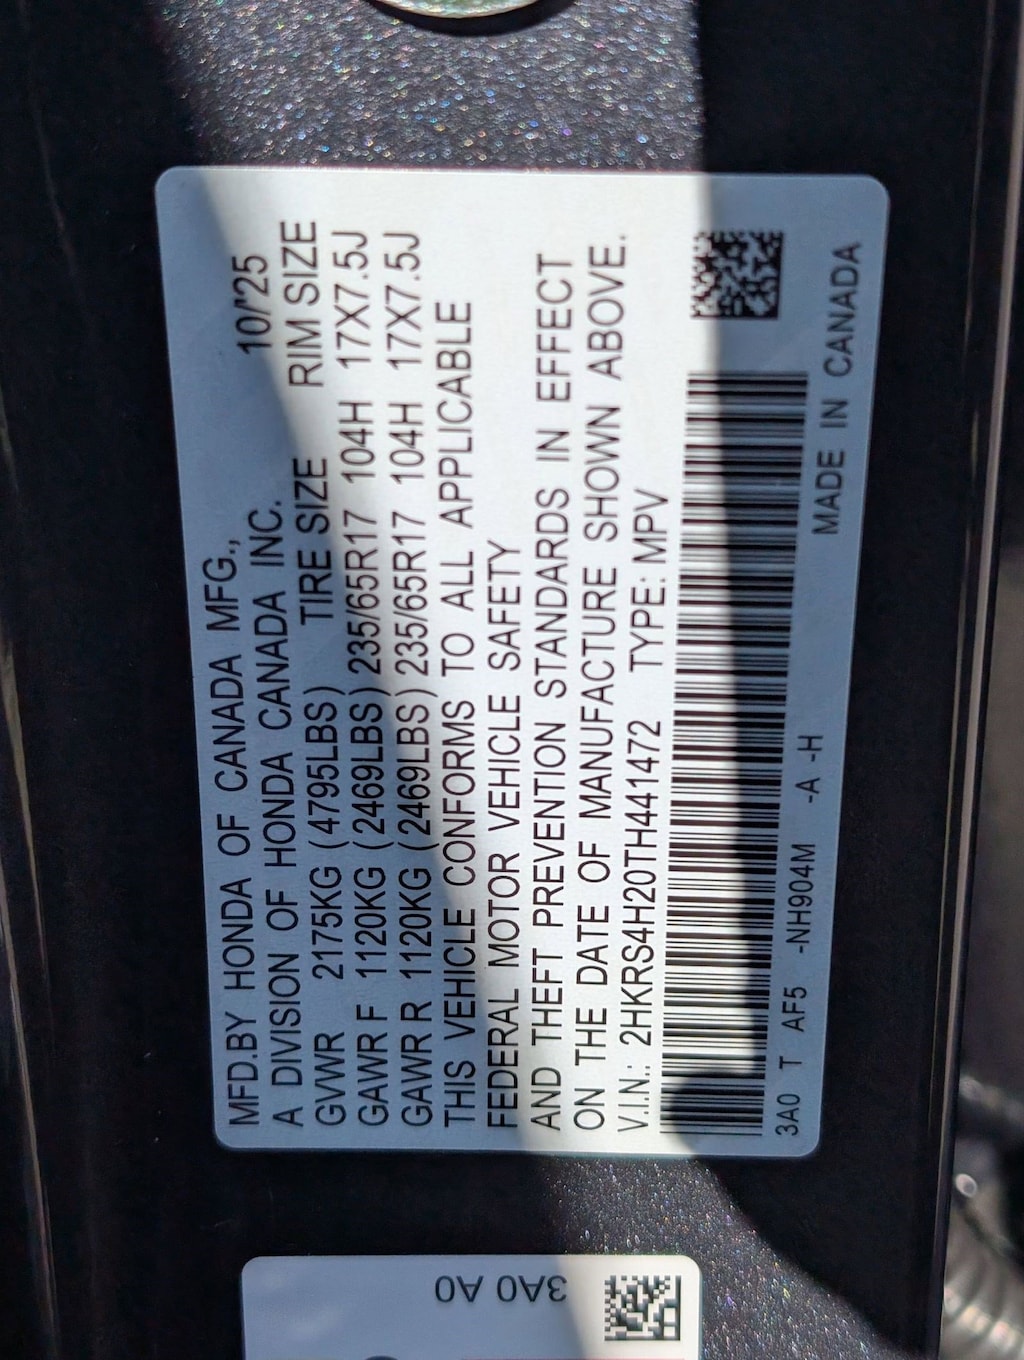 MFD.BY HONDA OF CANADA MFG., 10/'25
A DIVISION OF HONDA CANADA INC.
GVWR 2175KG (4795LBS) TIRE SIZE RIM SIZE
GAWR F 1120KG (2469LBS) 235/65R17 104H 17X7.5J
GAWR R 1120KG (2469LBS) 235/65R17 104H 17X7.5J
THIS VEHICLE CONFORMS TO ALL APPLICABLE
FEDERAL MOTOR VEHICLE SAFETY
AND THEFT PREVENTION STANDARDS IN EFFECT
ON THE DATE OF MANUFACTURE SHOWN ABOVE.
V.I.N.: 2HKRS4H20TH441472 TYPE: MPV
3A0 T AF5 -NH904M -A -H MADE IN CANADA
3A0 A0